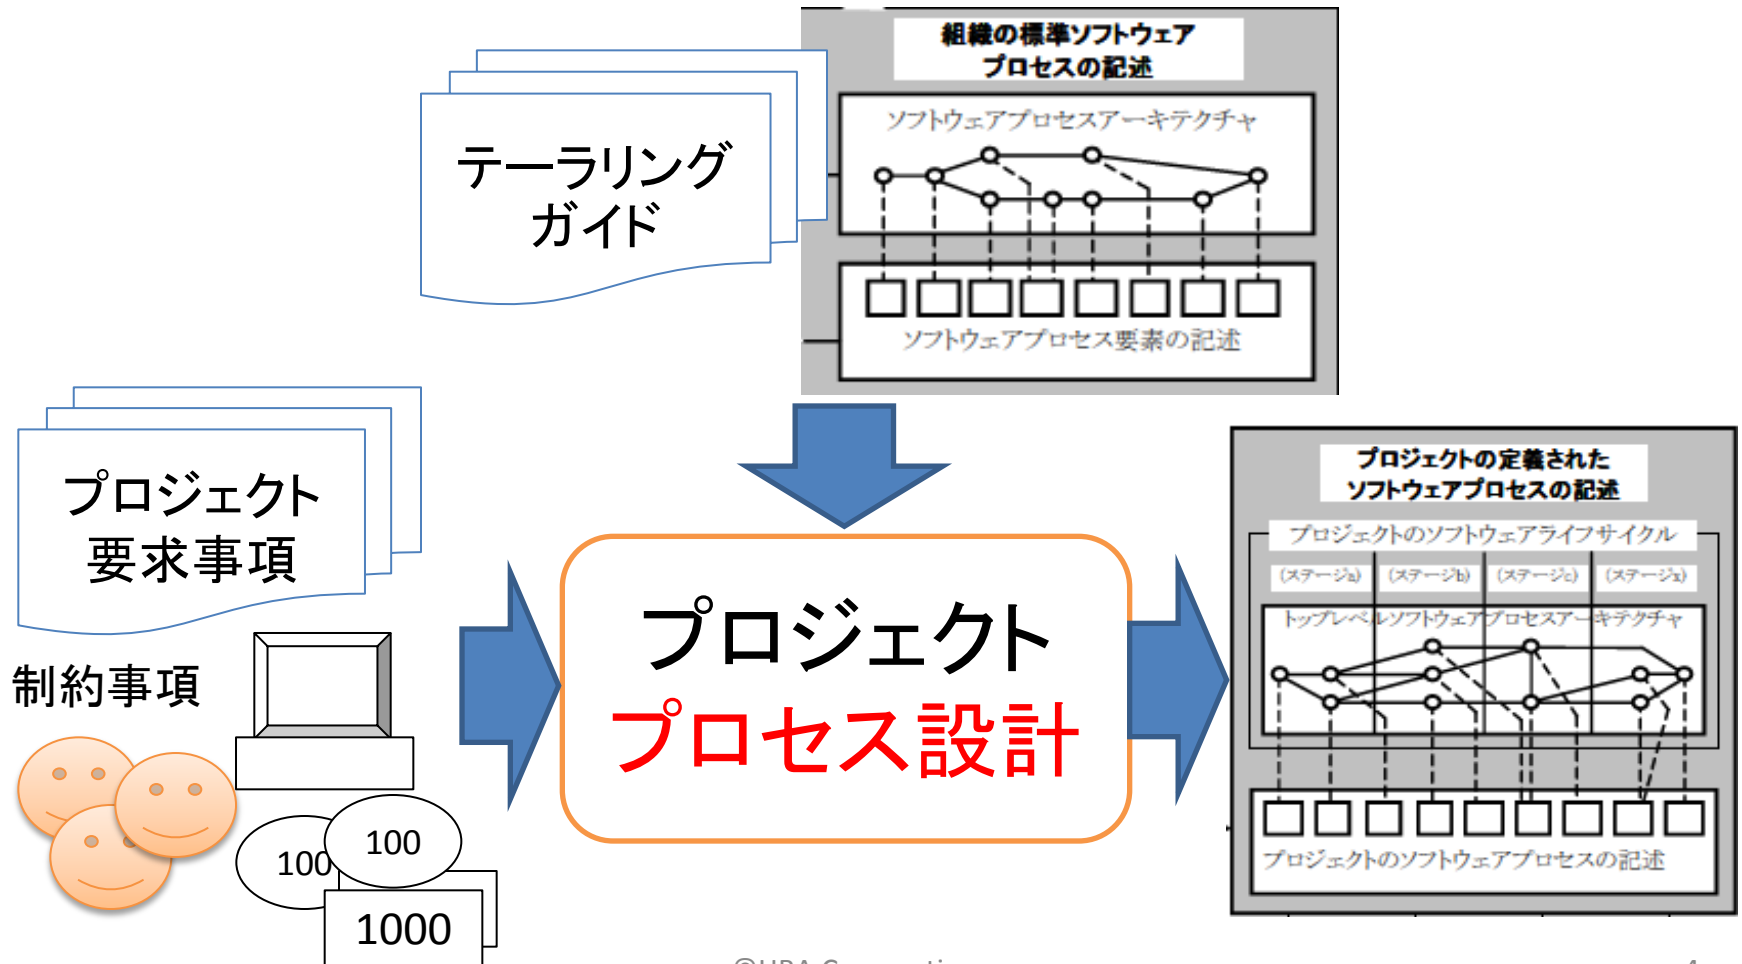 組織の標準ソフトウェア
プロセスの記述
ソフトウェアプロセスアーキテクチャ
ソフトウェアプロセス要素の記述
テーラリング
ガイド
プロジェクト
要求事項
制約事項
100
100
1000
プロジェクト
プロセス設計
プロジェクトの定義された
ソフトウェアプロセスの記述
プロジェクトのソフトウェアライフサイクル
(ステージa) (ステージb) (ステージc) (ステージx)
トップレベルソフトウェアプロセスアーキテクチャ
プロジェクトのソフトウェアプロセスの記述